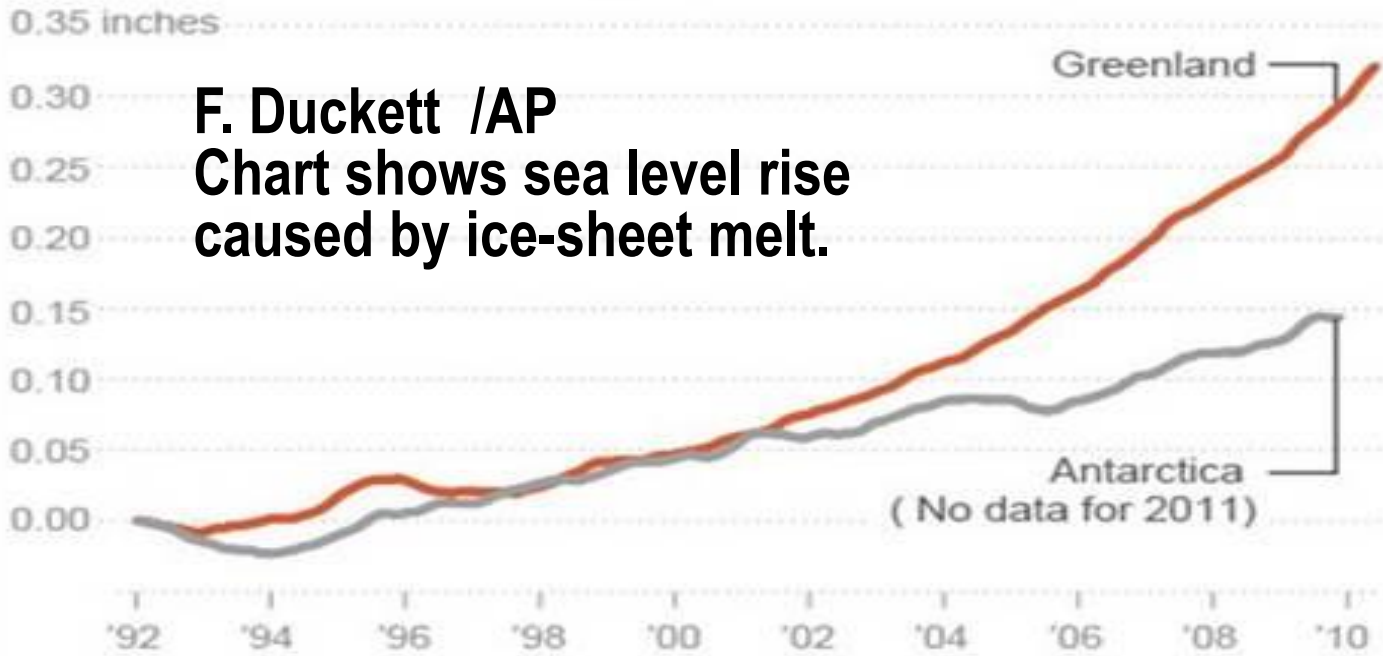 0.35 inches
Greenland
0.30
F. Duckett /AP
0.25
Chart shows sea level rise
0.20
caused by ice-sheet melt.
0.15
0.10
0.05
Antarctica
0.00
( No data for 2011)
'92 '94 '96 '98 '00 '02 '04 '06 '08 '10